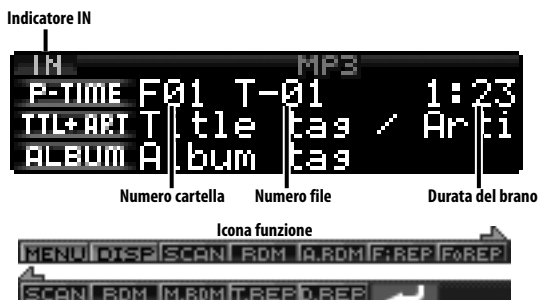 Indicatore IN
IN MP3
P-TIME F01 T-01 1:23
TTL+ART Title tag / Arti
ALBUM Album tag
Numero cartella Numero file Durata del brano
Icona funzione
MENU DISP SCAN RDM A.RDM F:REP FoREP
SCAN RDM M.RDM T.REP D.REP